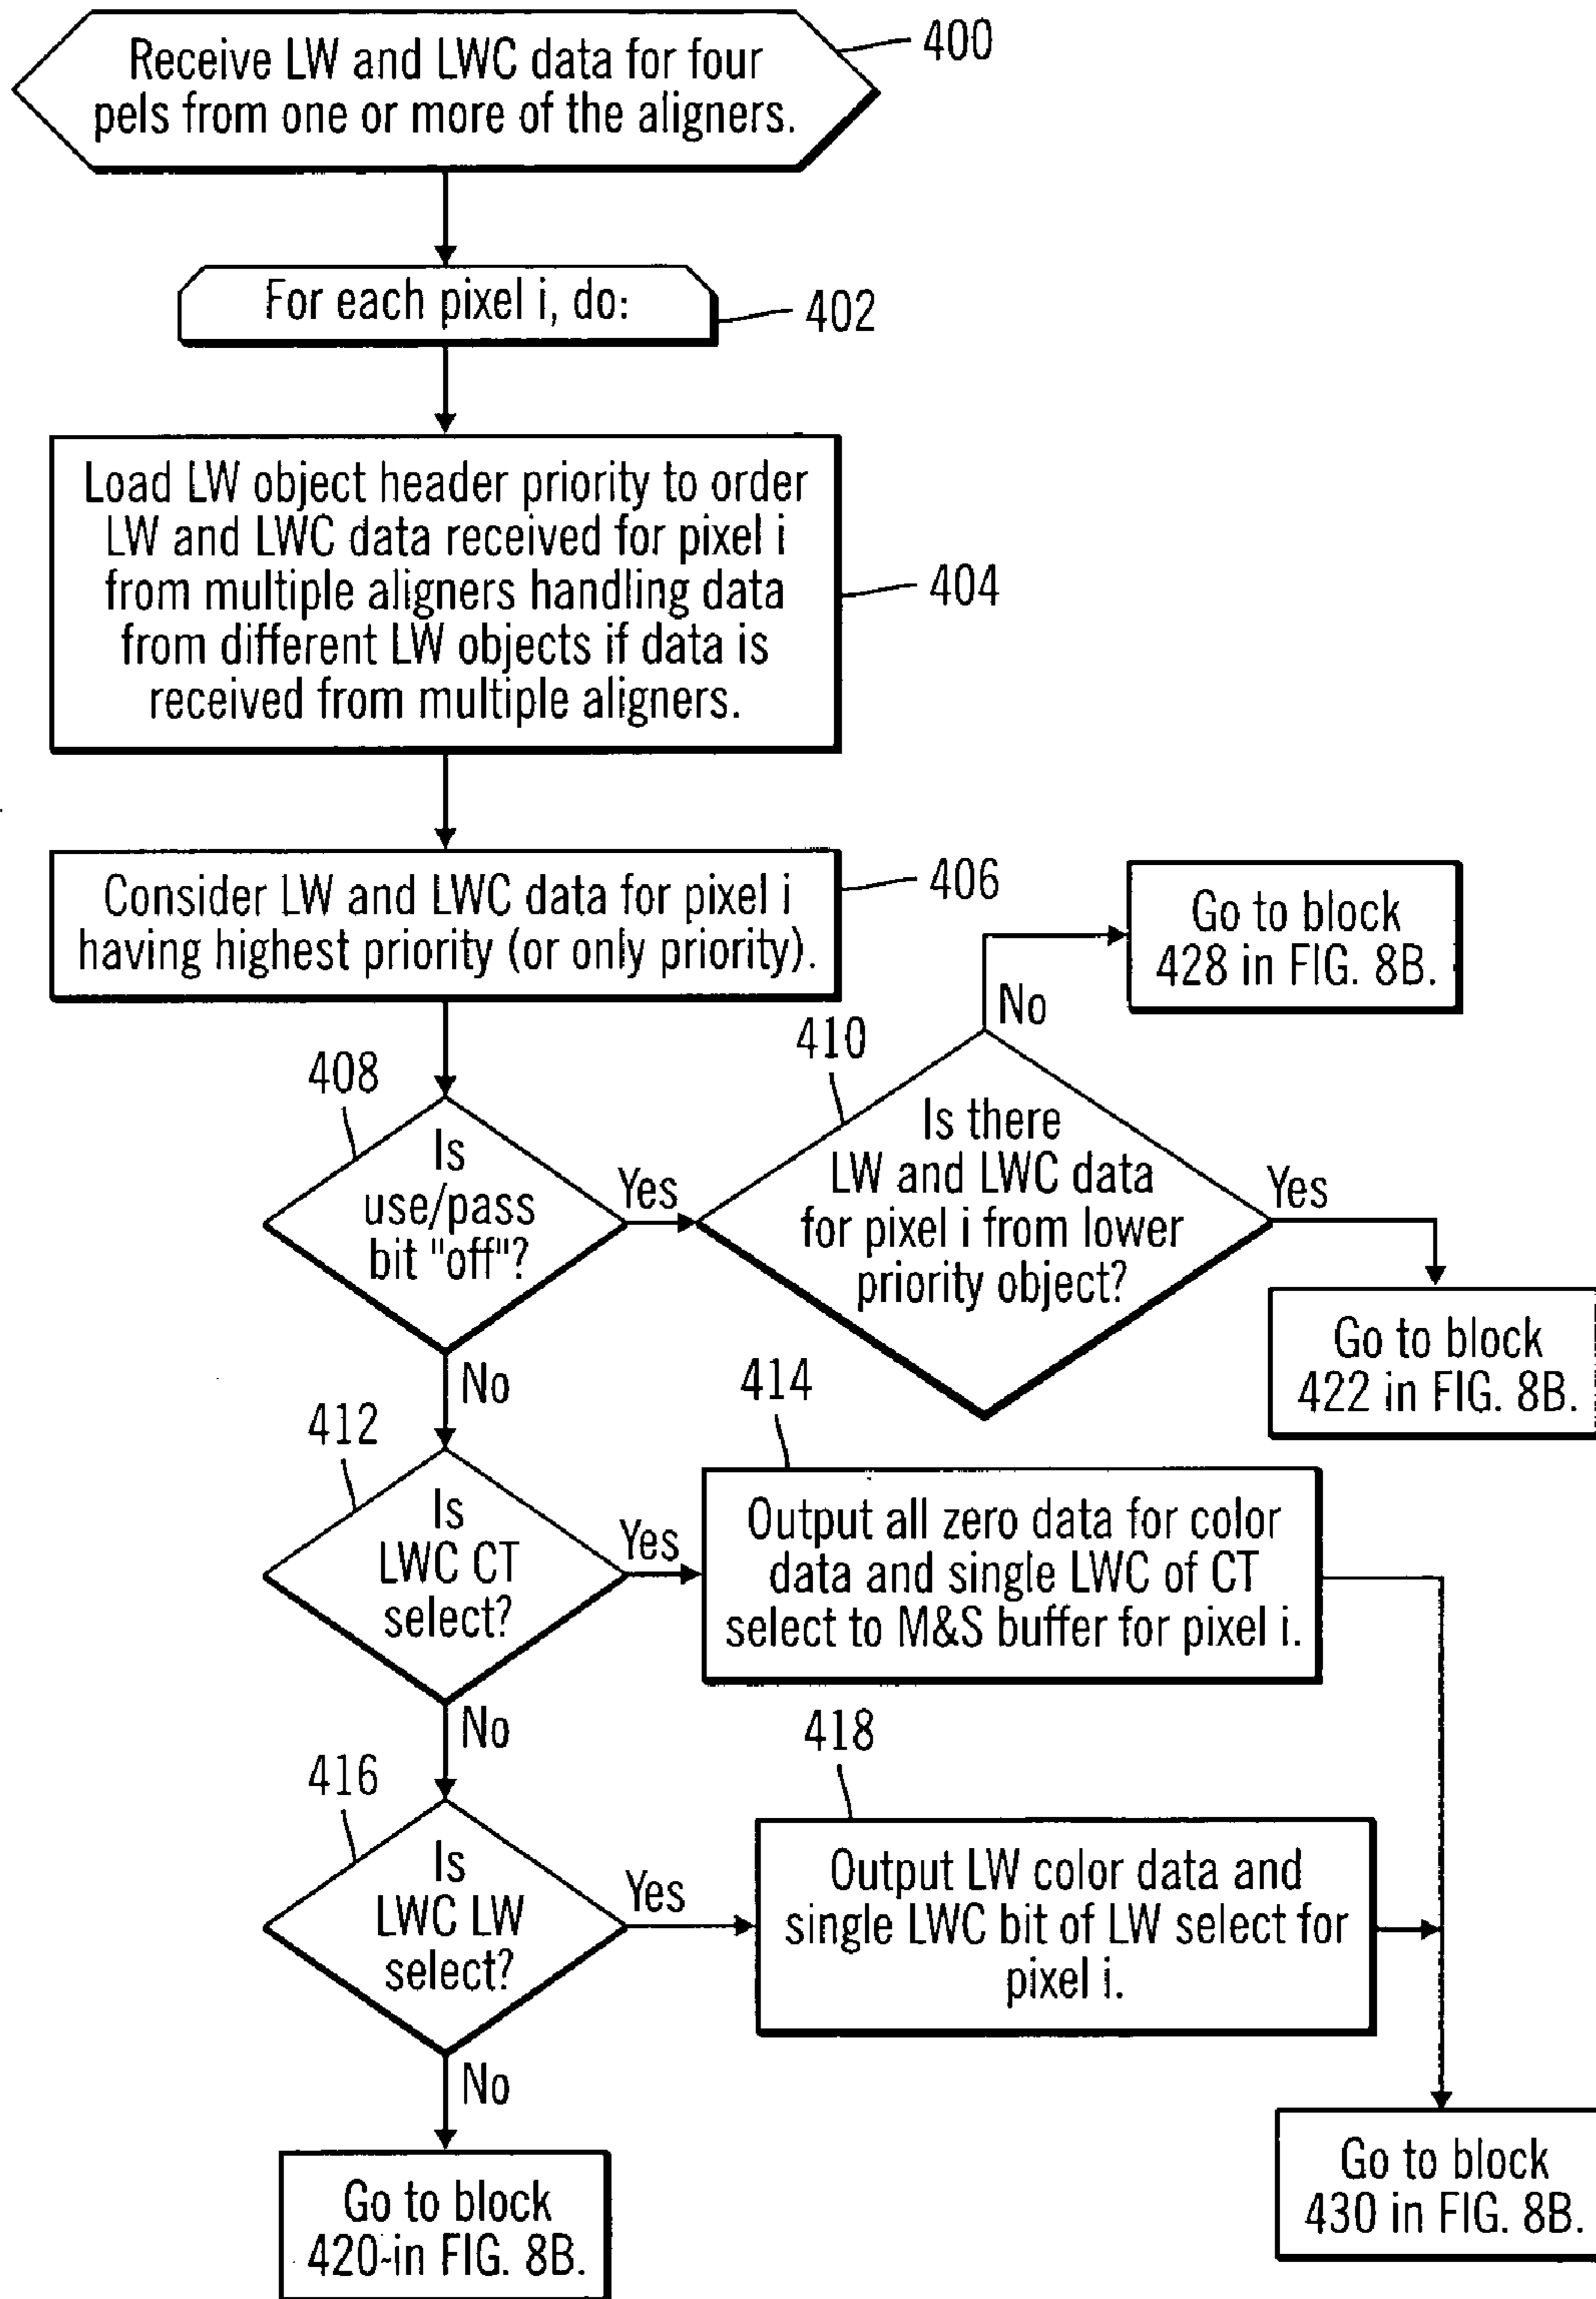 Receive LW and LWC data for four
pels from one or more of the aligners.
400
For each pixel i, do:
402
Load LW object header priority to order
LW and LWC data received for pixel i
from multiple aligners handling data
from different LW objects if data is
received from multiple aligners.
404
Consider LW and LWC data for pixel i
having highest priority (or only priority).
406
Go to block
428 in FIG. 8B.
No
408
Is
use/pass
bit "off"?
Yes
410
Is there
LW and LWC data
for pixel i from lower
priority object?
Yes
Go to block
422 in FIG. 8B.
No
412
Is
LWC CT
select?
Yes
414
Output all zero data for color
data and single LWC of CT
select to M&S buffer for pixel i.
No
416
Is
LWC LW
select?
Yes
418
Output LW color data and
single LWC bit of LW select for
pixel i.
No
Go to block
420 in FIG. 8B.
Go to block
430 in FIG. 8B.